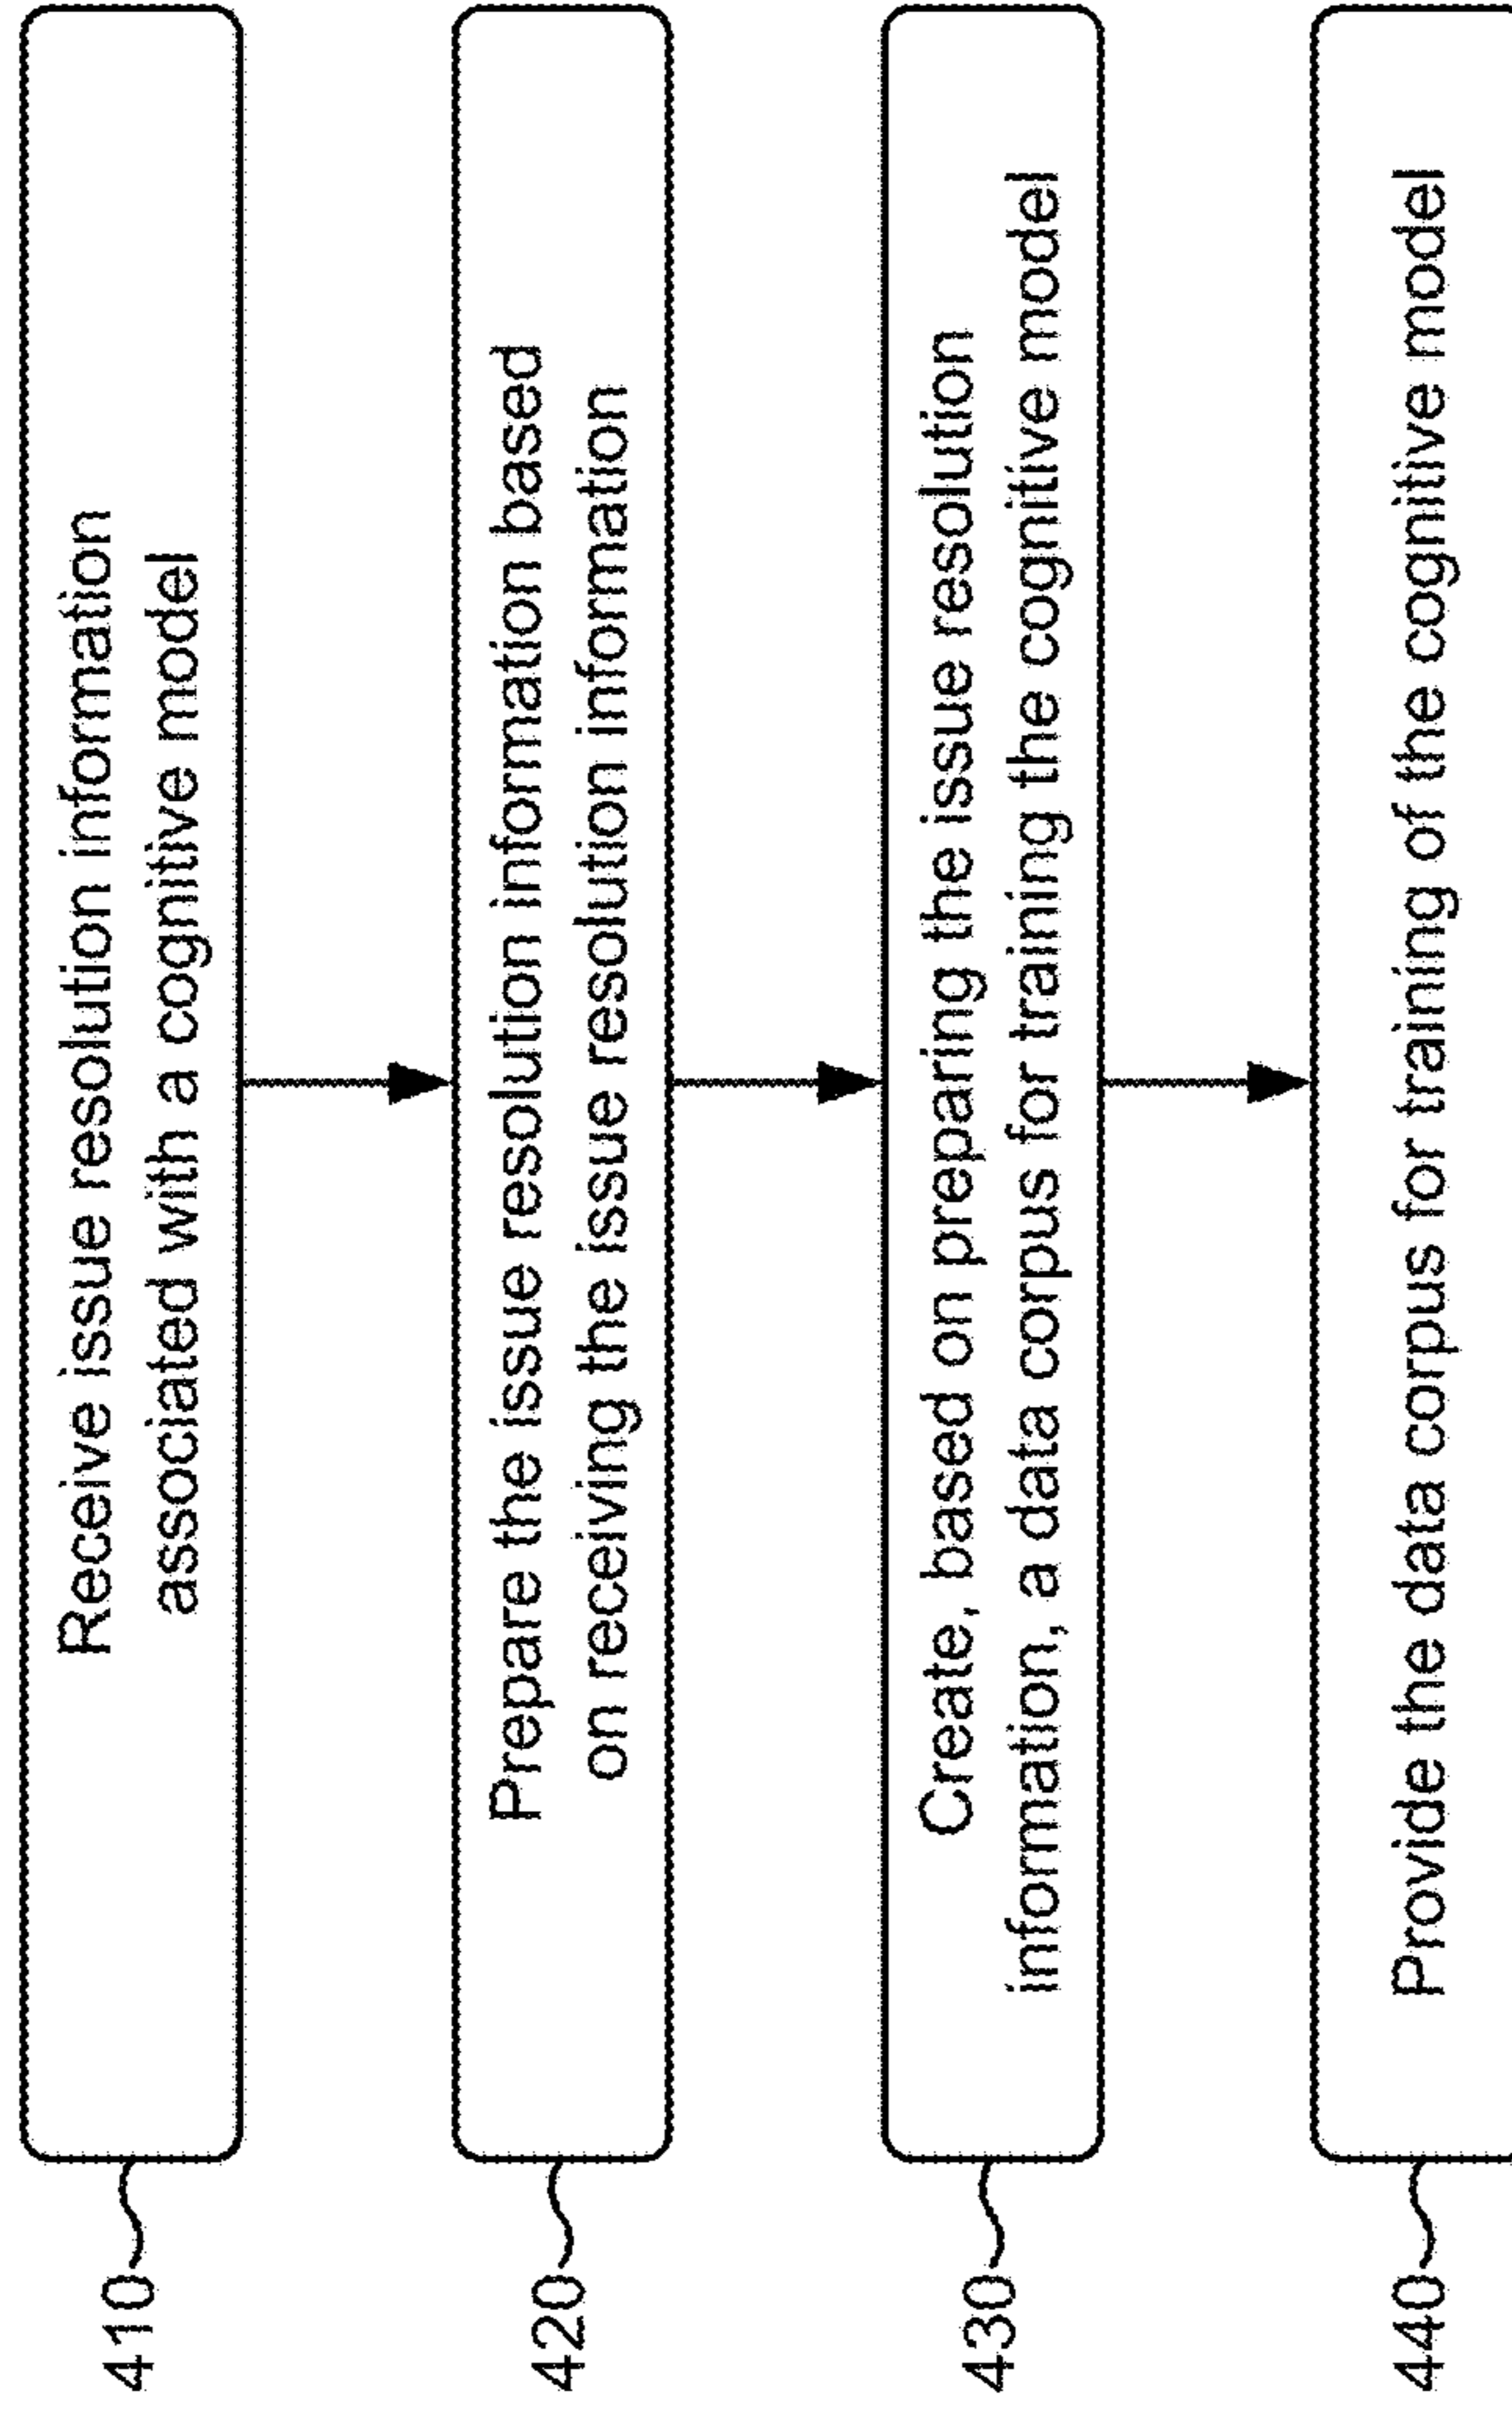 410
Receive issue resolution information
associated with a cognitive model
420
Prepare the issue resolution information based
on receiving the issue resolution information
430
Create, based on preparing the issue resolution
information, a data corpus for training the cognitive model
440
Provide the data corpus for training of the cognitive model